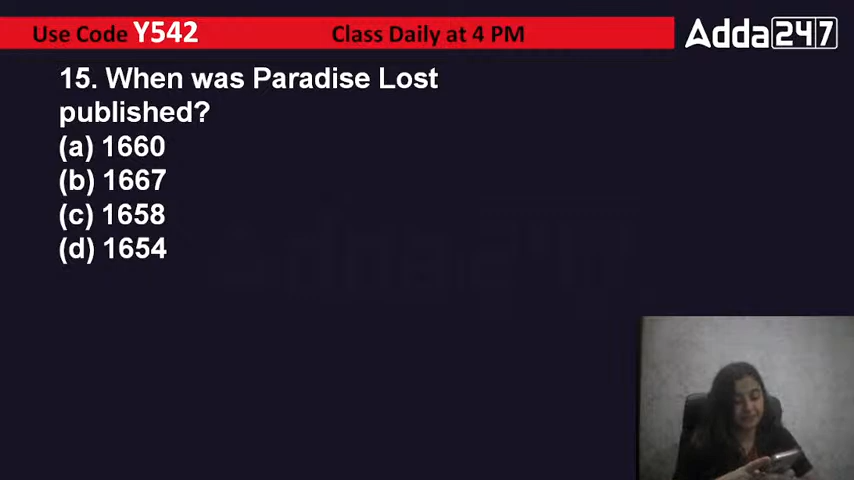 Use Code Y542 Class Daily at 4 PM Adda247
15. When was Paradise Lost
published?
(a) 1660
(b) 1667
(c) 1658
(d) 1654
Adda247